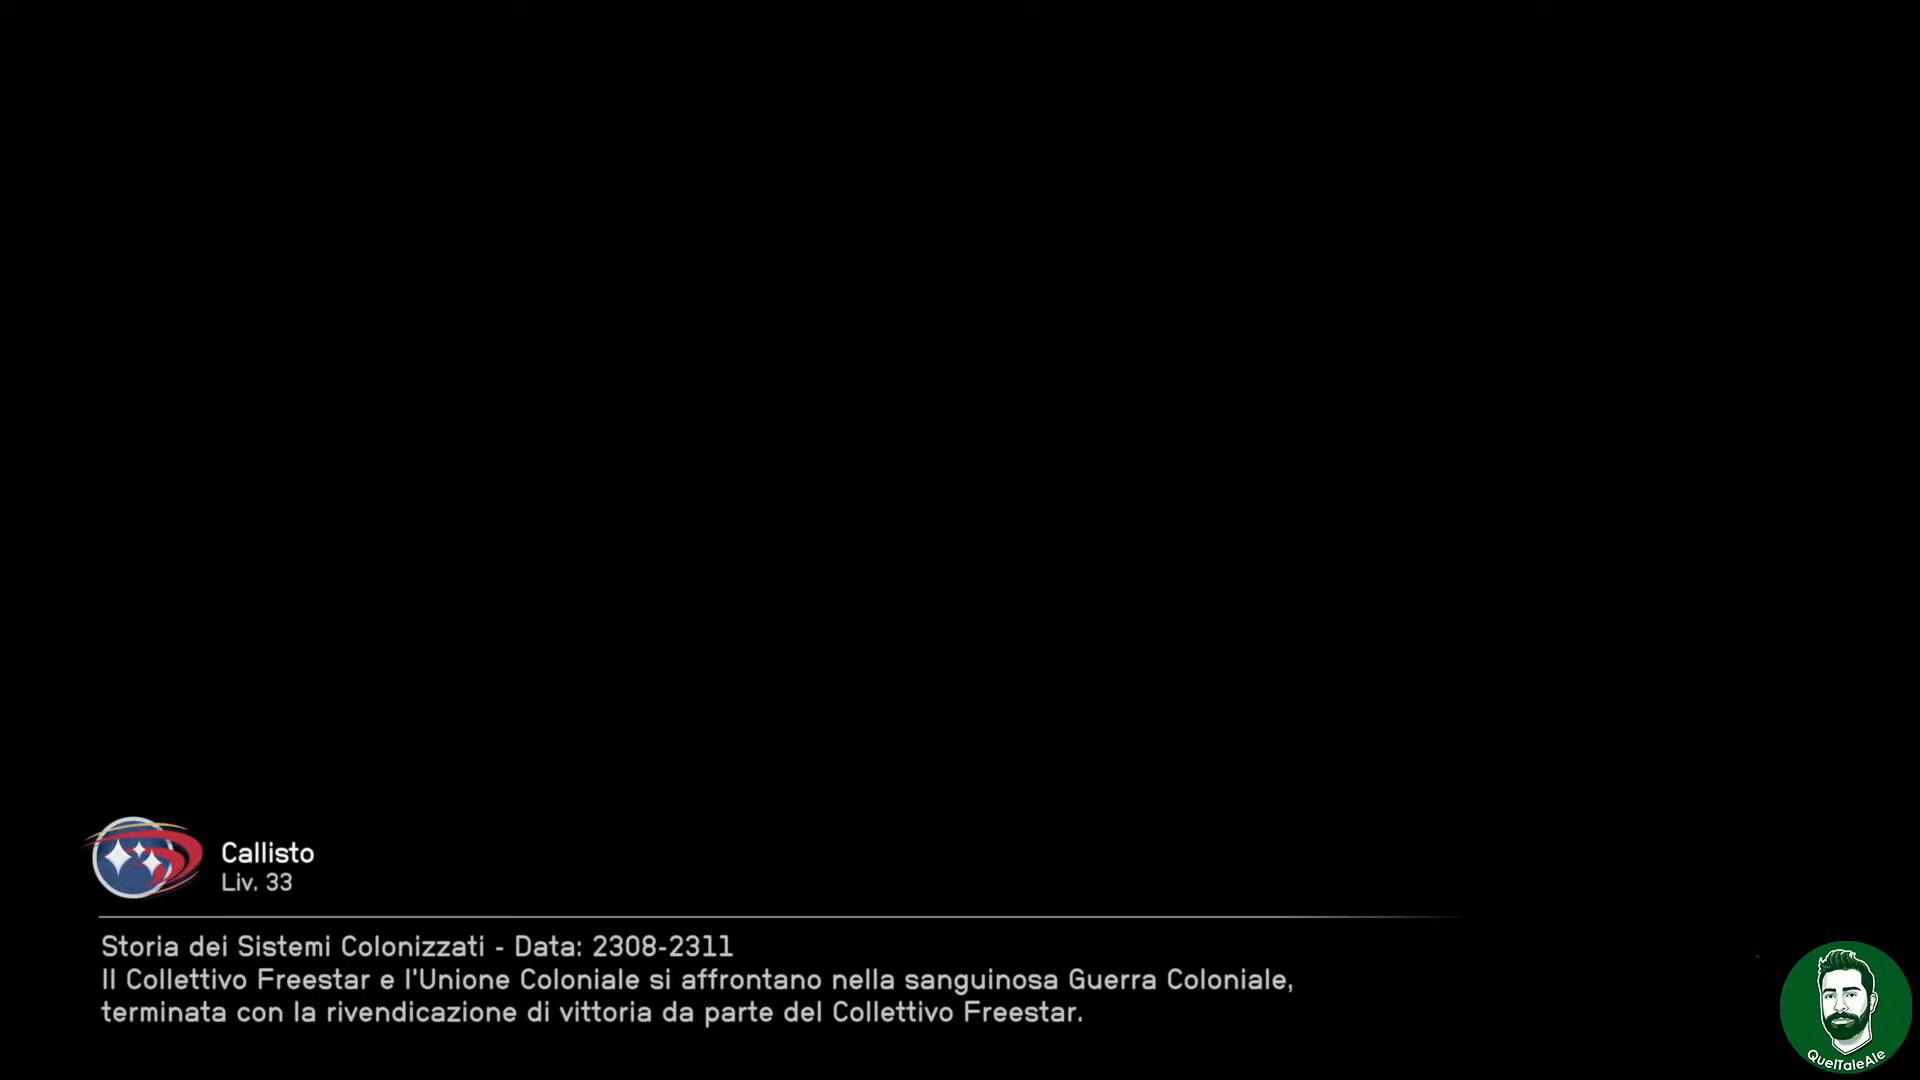 Callisto
Liv. 33
Storia dei Sistemi Colonizzati - Data: 2308-2311
Il Collettivo Freestar e l'Unione Coloniale si affrontano nella sanguinosa Guerra Coloniale,
terminata con la rivendicazione di vittoria da parte del Collettivo Freestar.
QuelTaleAle